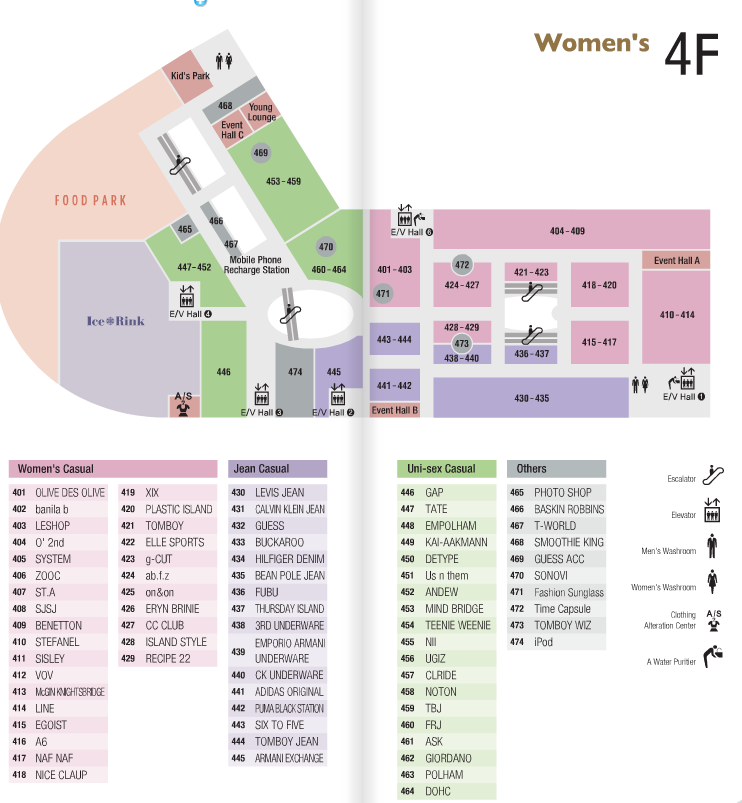 Women's 4F
Kid's Park
468
Young
Lounge
Event
Hall C
469
453-459
FOOD PARK
465
466
467
470
460-464
Mobile Phone
Recharge Station
447-452
E/V Hall ❹
Ice❄Rink
446
474
445
A/S
E/V Hall ❸
E/V Hall ❷
E/V Hall ❻
404-409
401-403
471
472
424-427
421-423
418-420
Event Hall A
410-414
443-444
428-429
473
438-440
436-437
415-417
441-442
Event Hall B
430-435
E/V Hall ❶
Women's Casual
401 OLIVE DES OLIVE
402 banila b
403 LESHOP
404 O' 2nd
405 SYSTEM
406 ZOOC
407 ST.A
408 SJSJ
409 BENETTON
410 STEFANEL
411 SISLEY
412 VOV
413 McGIN KNIGHTSBRIDGE
414 LINE
415 EGOIST
416 A6
417 NAF NAF
418 NICE CLAUP
419 XIX
420 PLASTIC ISLAND
421 TOMBOY
422 ELLE SPORTS
423 g-CUT
424 ab.f.z
425 on&on
426 ERYN BRINIE
427 CC CLUB
428 ISLAND STYLE
429 RECIPE 22
Jean Casual
430 LEVIS JEAN
431 CALVIN KLEIN JEAN
432 GUESS
433 BUCKAROO
434 HILFIGER DENIM
435 BEAN POLE JEAN
436 FUBU
437 THURSDAY ISLAND
438 3RD UNDERWARE
439 EMPORIO ARMANI
UNDERWARE
440 CK UNDERWARE
441 ADIDAS ORIGINAL
442 PUMA BLACK STATION
443 SIX TO FIVE
444 TOMBOY JEAN
445 ARMANI EXCHANGE
Uni-sex Casual
446 GAP
447 TATE
448 EMPOLHAM
449 KAI-AAKMANN
450 DETYPE
451 Us n them
452 ANDEW
453 MIND BRIDGE
454 TEENIE WEENIE
455 NII
456 UGIZ
457 CLRIDE
458 NOTON
459 TBJ
460 FRJ
461 ASK
462 GIORDANO
463 POLHAM
464 DOHC
Others
465 PHOTO SHOP
466 BASKIN ROBBINS
467 T-WORLD
468 SMOOTHIE KING
469 GUESS ACC
470 SONOVI
471 Fashion Sunglass
472 Time Capsule
473 TOMBOY WIZ
474 iPod
Escalator
Elevator
Men's Washroom
Women's Washroom
Clothing
Alteration Center
A/S
A Water Purifier